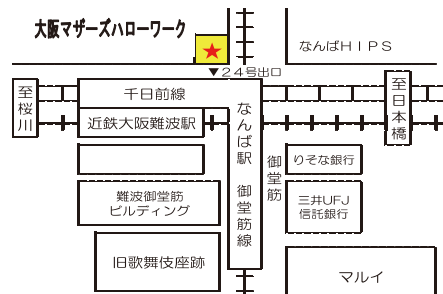 大阪マザーズハローワーク
★
なんばHIPS
▼24号出口
千日前線
至桜川
至日本橋
近鉄大阪難波駅
なんば駅 御堂筋線
御堂筋
りそな銀行
難波御堂筋
ビルディング
三井UFJ
信託銀行
旧歌舞伎座跡
マルイ